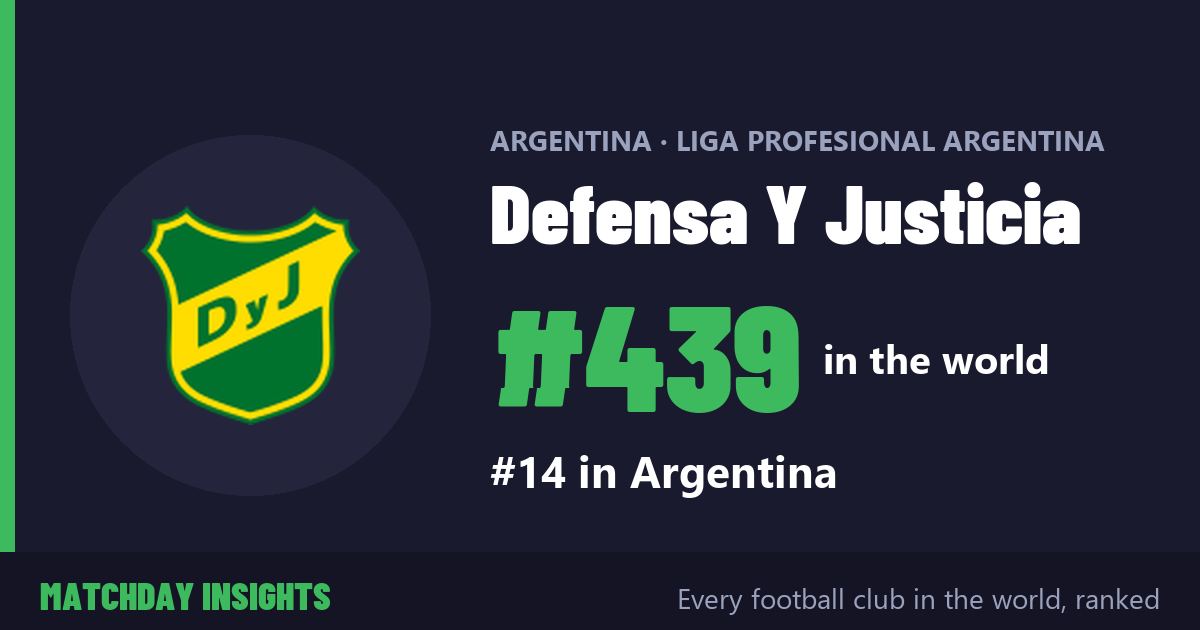 ARGENTINA · LIGA PROFESIONAL ARGENTINA
Defensa Y Justicia
DyJ
#439 in the world
#14 in Argentina
MATCHDAY INSIGHTS
Every football club in the world, ranked